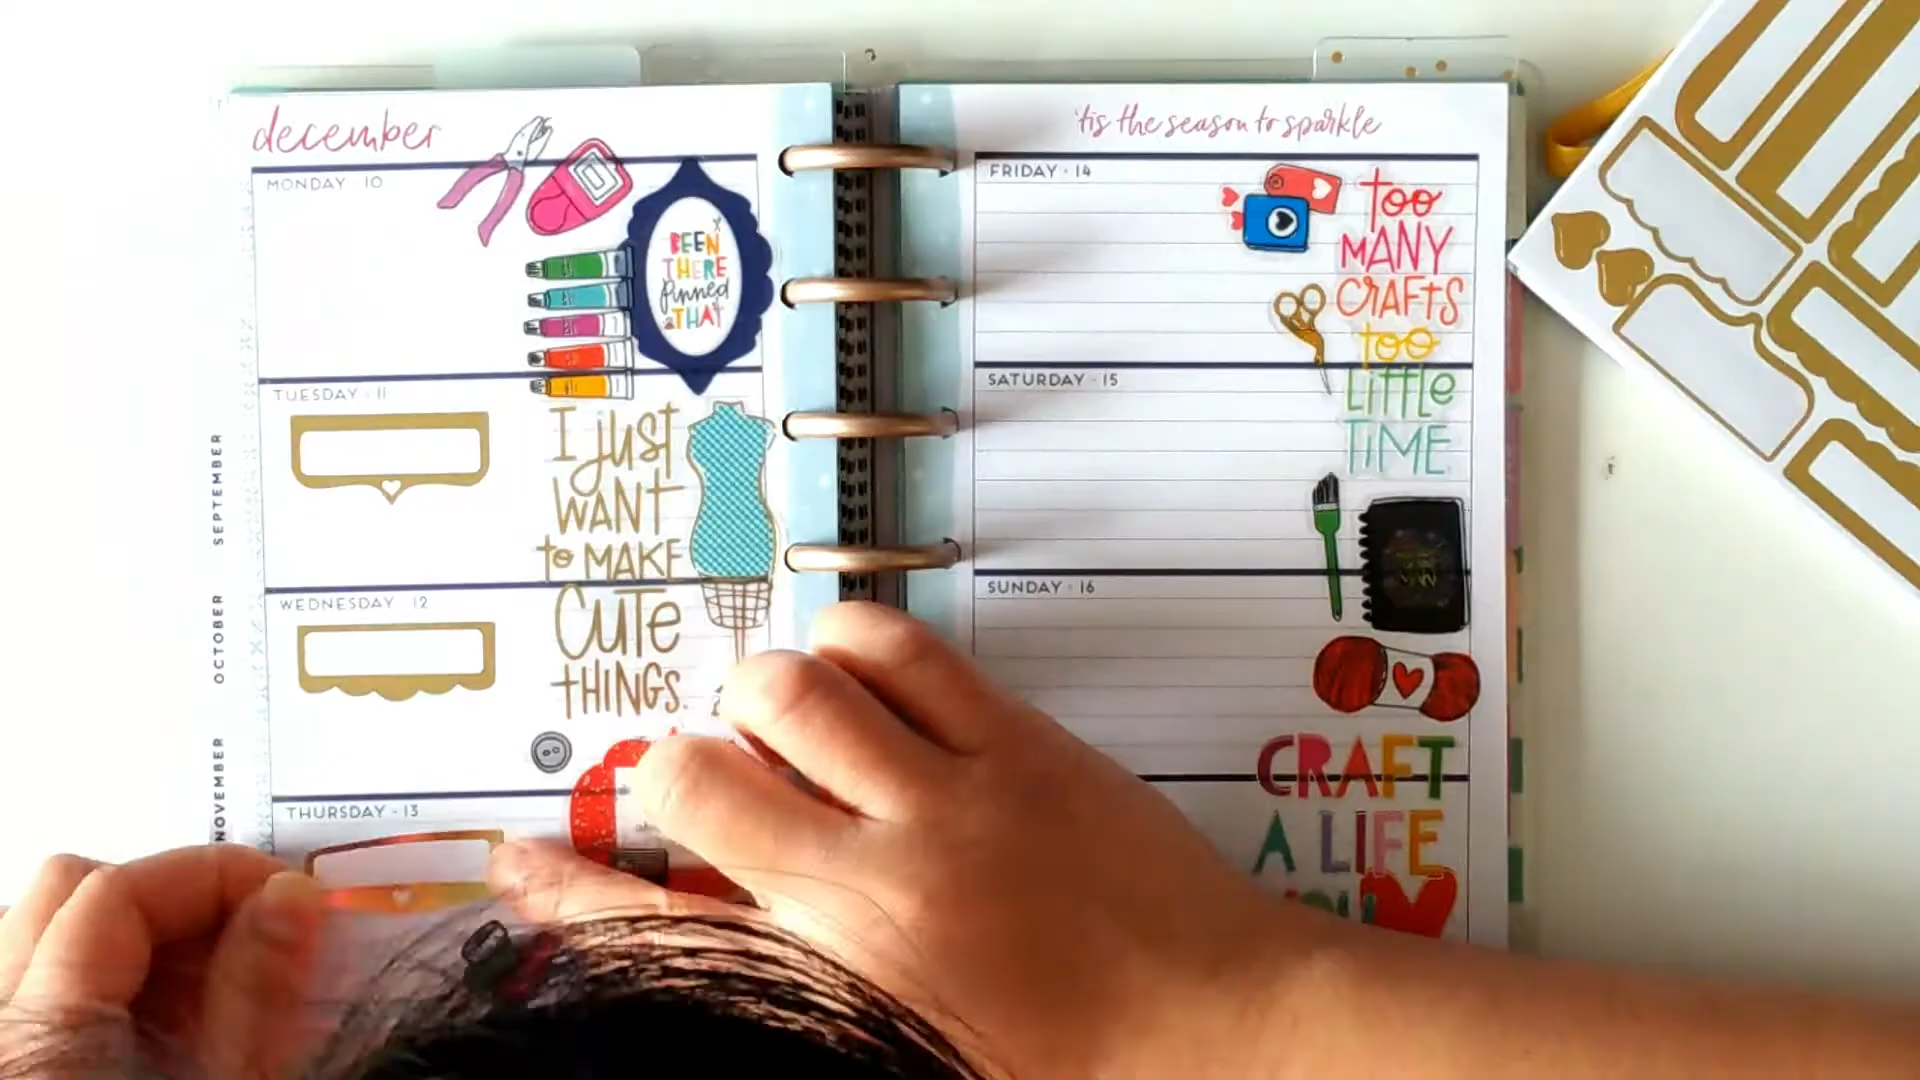 december
MONDAY · 10
BEEN
THERE
pinned
THAT
TUESDAY · 11
I just
WANT
to MAKE
CUTE
THINGS.
WEDNESDAY · 12
THURSDAY · 13
SEPTEMBER
OCTOBER
NOVEMBER
'tis the season to sparkle
FRIDAY · 14
too
MANY
CRAFTS
too
LITTLE
TIME
SATURDAY · 15
SUNDAY · 16
CRAFT
A LIFE
YOU